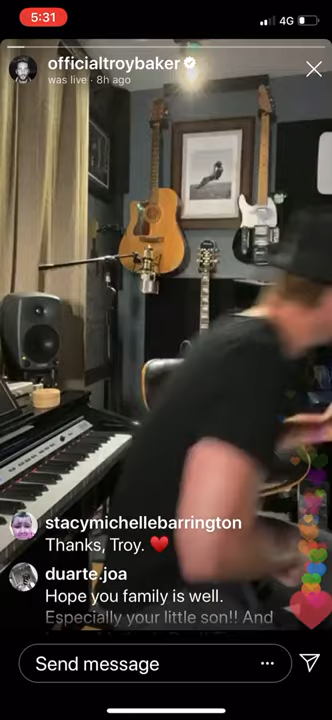 5:31
4G
officialtroybaker
was live · 8h ago
stacymichellebarrington
Thanks, Troy. ❤️
duarte.joa
Hope you family is well.
Especially your little son!! And
Send message